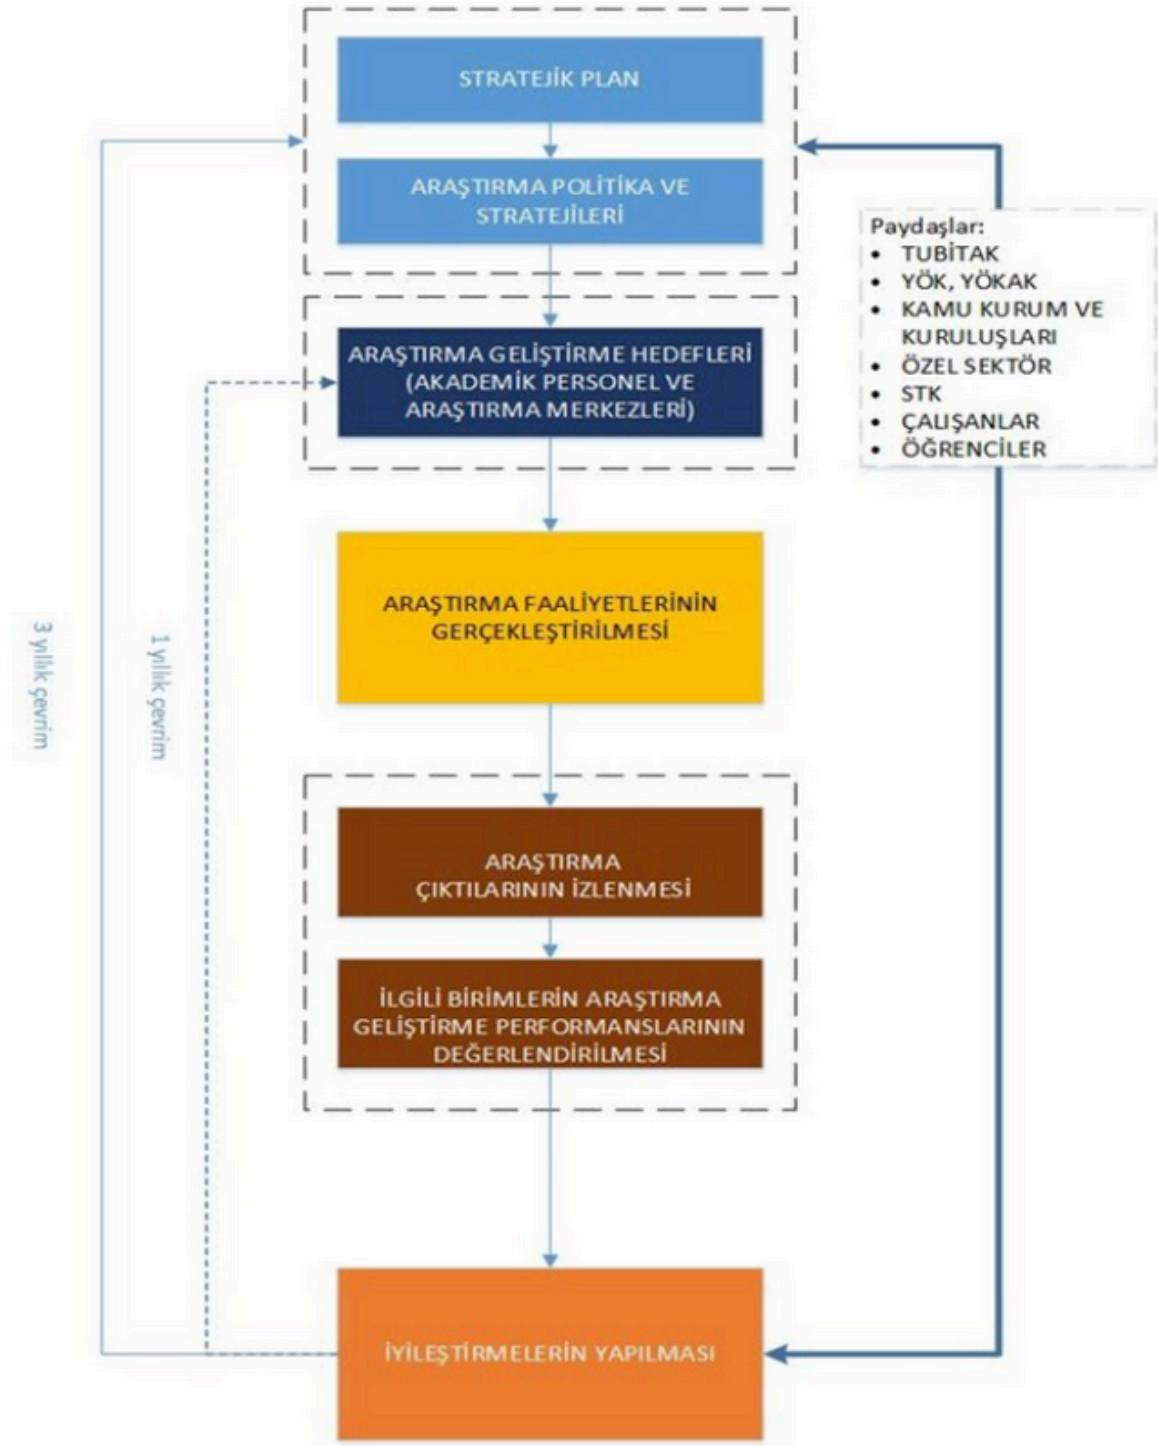 STRATEJİK PLAN
ARAŞTIRMA POLİTİKA VE
STRATEJİLERİ
Paydaşlar:
• TUBİTAK
• YÖK, YÖKAK
• KAMU KURUM VE
KURULUŞLARI
• ÖZEL SEKTÖR
• STK
• ÇALIŞANLAR
• ÖĞRENCİLER
ARAŞTIRMA GELİŞTİRME HEDEFLERİ
(AKADEMİK PERSONEL VE
ARAŞTIRMA MERKEZLERİ)
ARAŞTIRMA FAALİYETLERİNİN
GERÇEKLEŞTİRİLMESİ
3 yıllık çevrim
1 yıllık çevrim
ARAŞTIRMA
ÇIKTILARININ İZLENMESİ
İLGİLİ BİRİMLERİN ARAŞTIRMA
GELİŞTİRME PERFORMANSLARININ
DEĞERLENDİRİLMESİ
İYİLEŞTİRMELERİN YAPILMASI